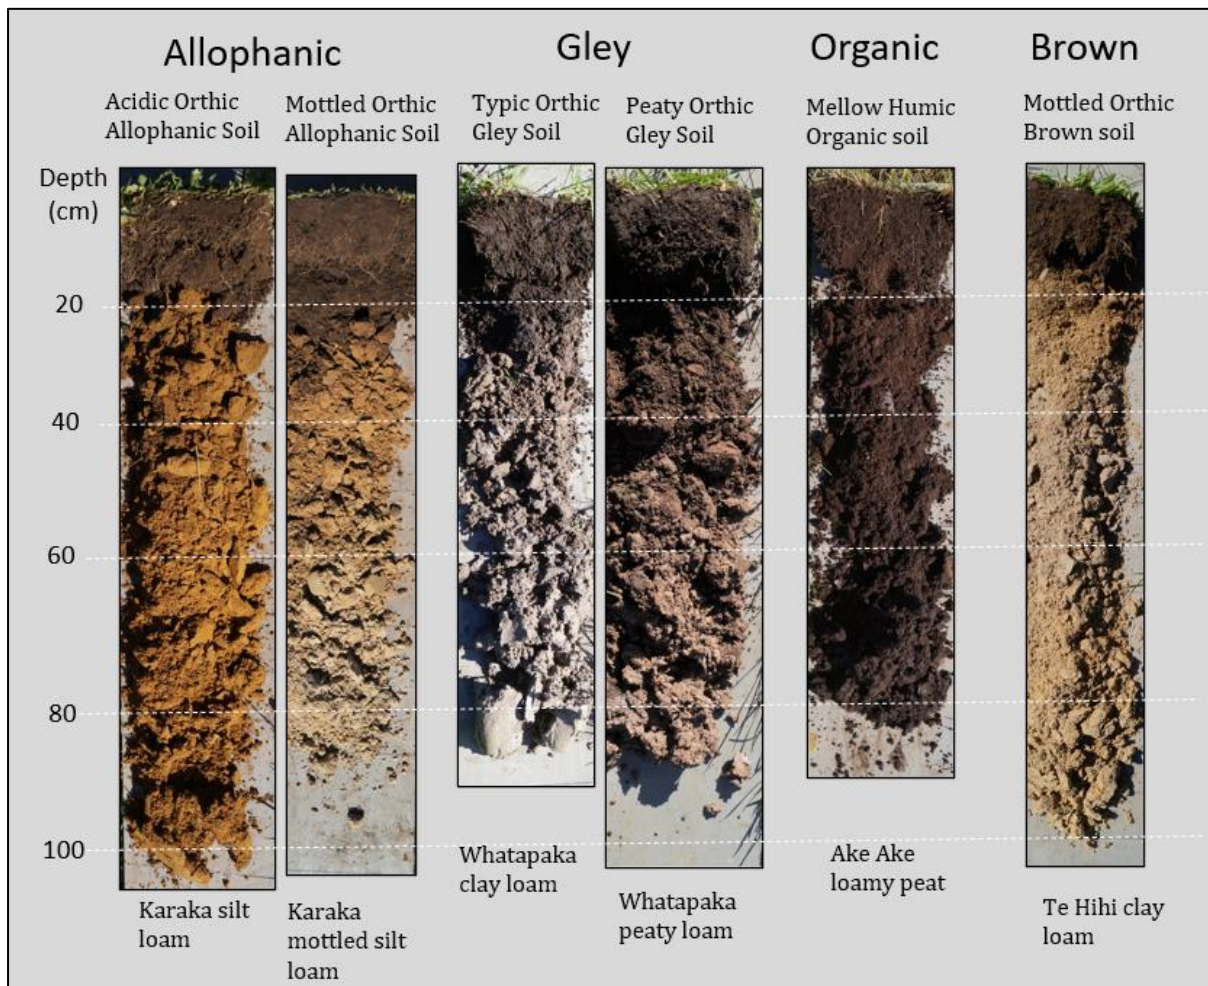 Allophanic
Gley
Organic
Brown
Acidic Orthic
Allophanic Soil
Mottled Orthic
Allophanic Soil
Typic Orthic
Gley Soil
Peaty Orthic
Gley Soil
Mellow Humic
Organic soil
Mottled Orthic
Brown soil
Depth
(cm)
20
40
60
80
100
Karaka silt
loam
Karaka
mottled silt
loam
Whatapaka
clay loam
Whatapaka
peaty loam
Ake Ake
loamy peat
Te Hihi clay
loam